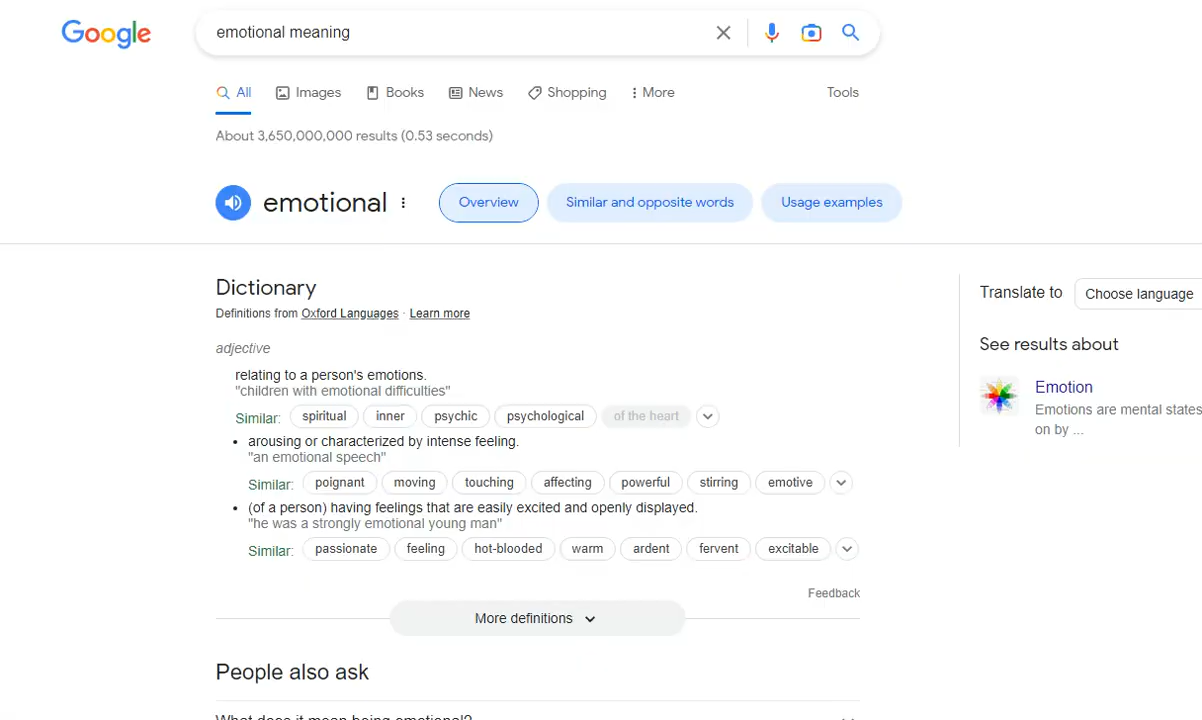 Google
emotional meaning
All Images Books News Shopping More Tools
About 3,650,000,000 results (0.53 seconds)
emotional Overview Similar and opposite words Usage examples
Dictionary
Definitions from Oxford Languages · Learn more
adjective
relating to a person's emotions.
"children with emotional difficulties"
Similar: spiritual inner psychic psychological of the heart
• arousing or characterized by intense feeling.
"an emotional speech"
Similar: poignant moving touching affecting powerful stirring emotive
• (of a person) having feelings that are easily excited and openly displayed.
"he was a strongly emotional young man"
Similar: passionate feeling hot-blooded warm ardent fervent excitable
Feedback
More definitions
People also ask
What does it mean being emotional?
Translate to Choose language
See results about
Emotion
Emotions are mental states
on by ...